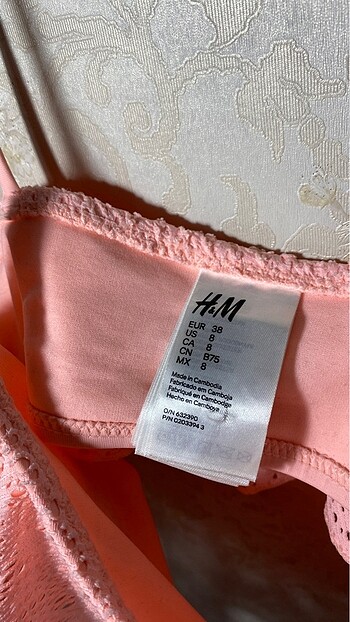 H&M
EUR 38
US 8
CA 8
CN B75
MX 8
Made in Cambodia
Fabricado em Camboja
Fabriqué en Cambodge
Hecho en Camboya
O/N 632390
P/N 0203394 3